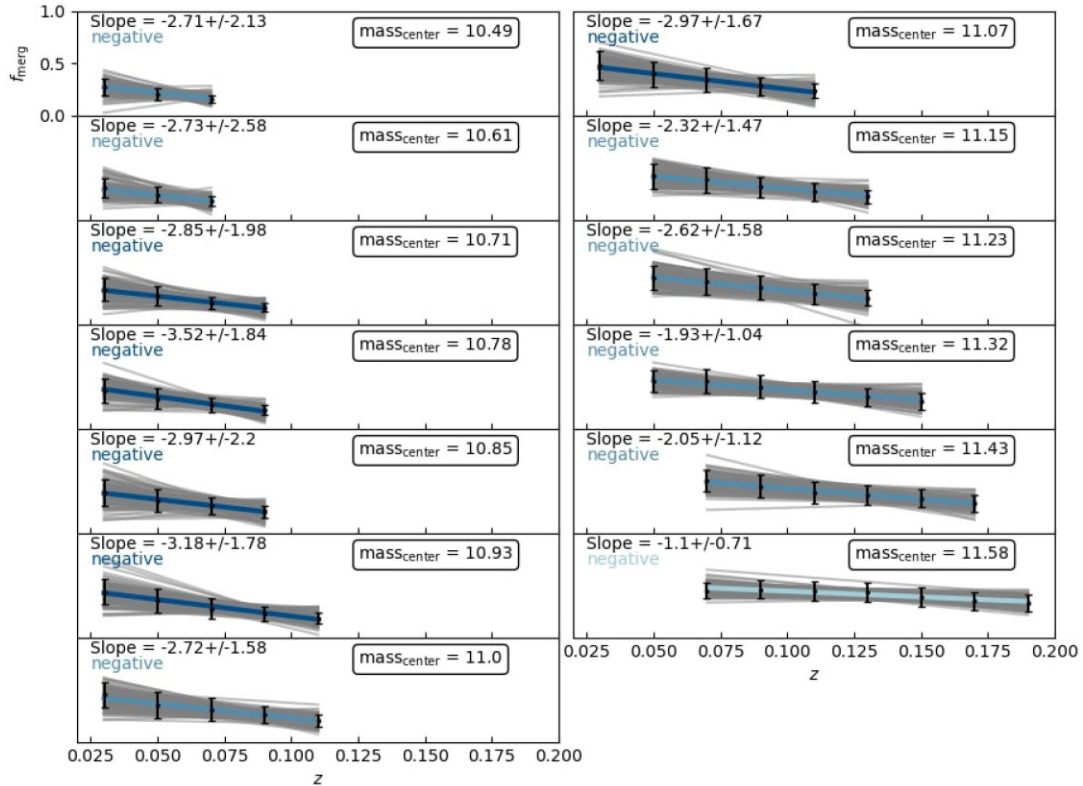 1.0
0.5
0.0
f_merg
Slope = -2.71+/-2.13
negative
mass_center = 10.49
Slope = -2.73+/-2.58
negative
mass_center = 10.61
Slope = -2.85+/-1.98
negative
mass_center = 10.71
Slope = -3.52+/-1.84
negative
mass_center = 10.78
Slope = -2.97+/-2.2
negative
mass_center = 10.85
Slope = -3.18+/-1.78
negative
mass_center = 10.93
Slope = -2.72+/-1.58
negative
mass_center = 11.0
0.025 0.050 0.075 0.100 0.125 0.150 0.175 0.200
z
Slope = -2.97+/-1.67
negative
mass_center = 11.07
Slope = -2.32+/-1.47
negative
mass_center = 11.15
Slope = -2.62+/-1.58
negative
mass_center = 11.23
Slope = -1.93+/-1.04
negative
mass_center = 11.32
Slope = -2.05+/-1.12
negative
mass_center = 11.43
Slope = -1.1+/-0.71
negative
mass_center = 11.58
0.025 0.050 0.075 0.100 0.125 0.150 0.175 0.200
z